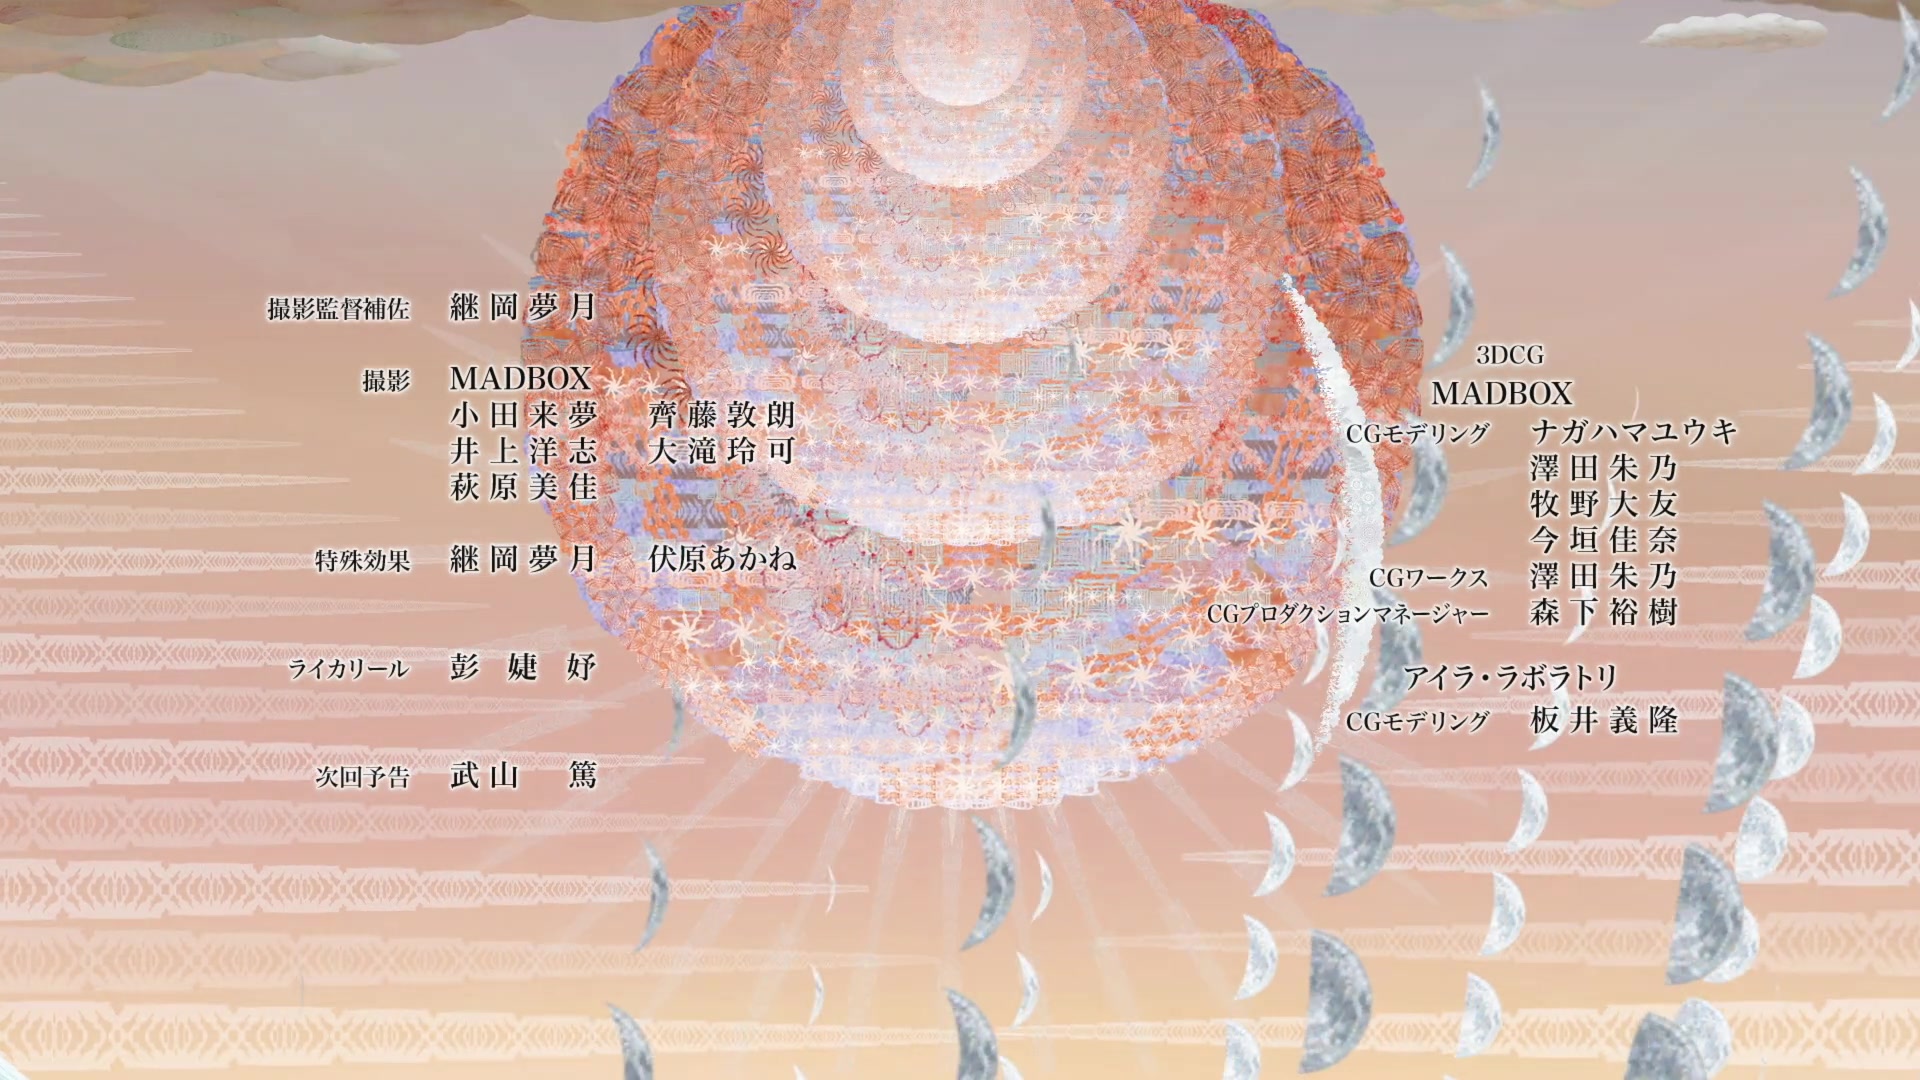 撮影監督補佐 継岡夢月
撮影 MADBOX
小田来夢 齊藤敦朗
井上洋志 大滝玲可
萩原美佳
特殊効果 継岡夢月 伏原あかね
ライカリール 彭婕妤
次回予告 武山篤
3DCG
MADBOX
CGモデリング ナガハマユウキ
澤田朱乃
牧野大友
今垣佳奈
CGワークス 澤田朱乃
CGプロダクションマネージャー 森下裕樹
アイラ・ラボラトリ
CGモデリング 板井義隆